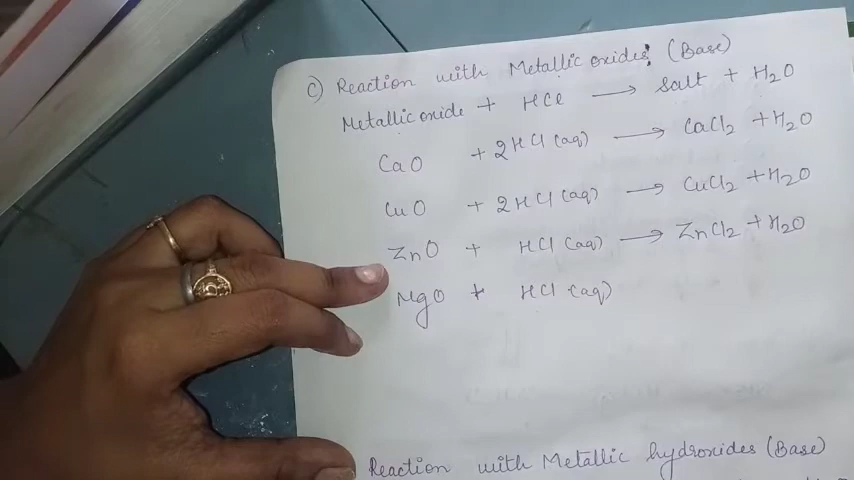 c) Reaction with Metallic oxides: (Base)
Metallic oxide + HCl → Salt + H2O
CaO + 2HCl (aq) → CaCl2 + H2O
CuO + 2HCl (aq) → CuCl2 + H2O
ZnO + HCl (aq) → ZnCl2 + H2O
MgO + HCl (aq)
Reaction with Metallic hydroxides (Base)